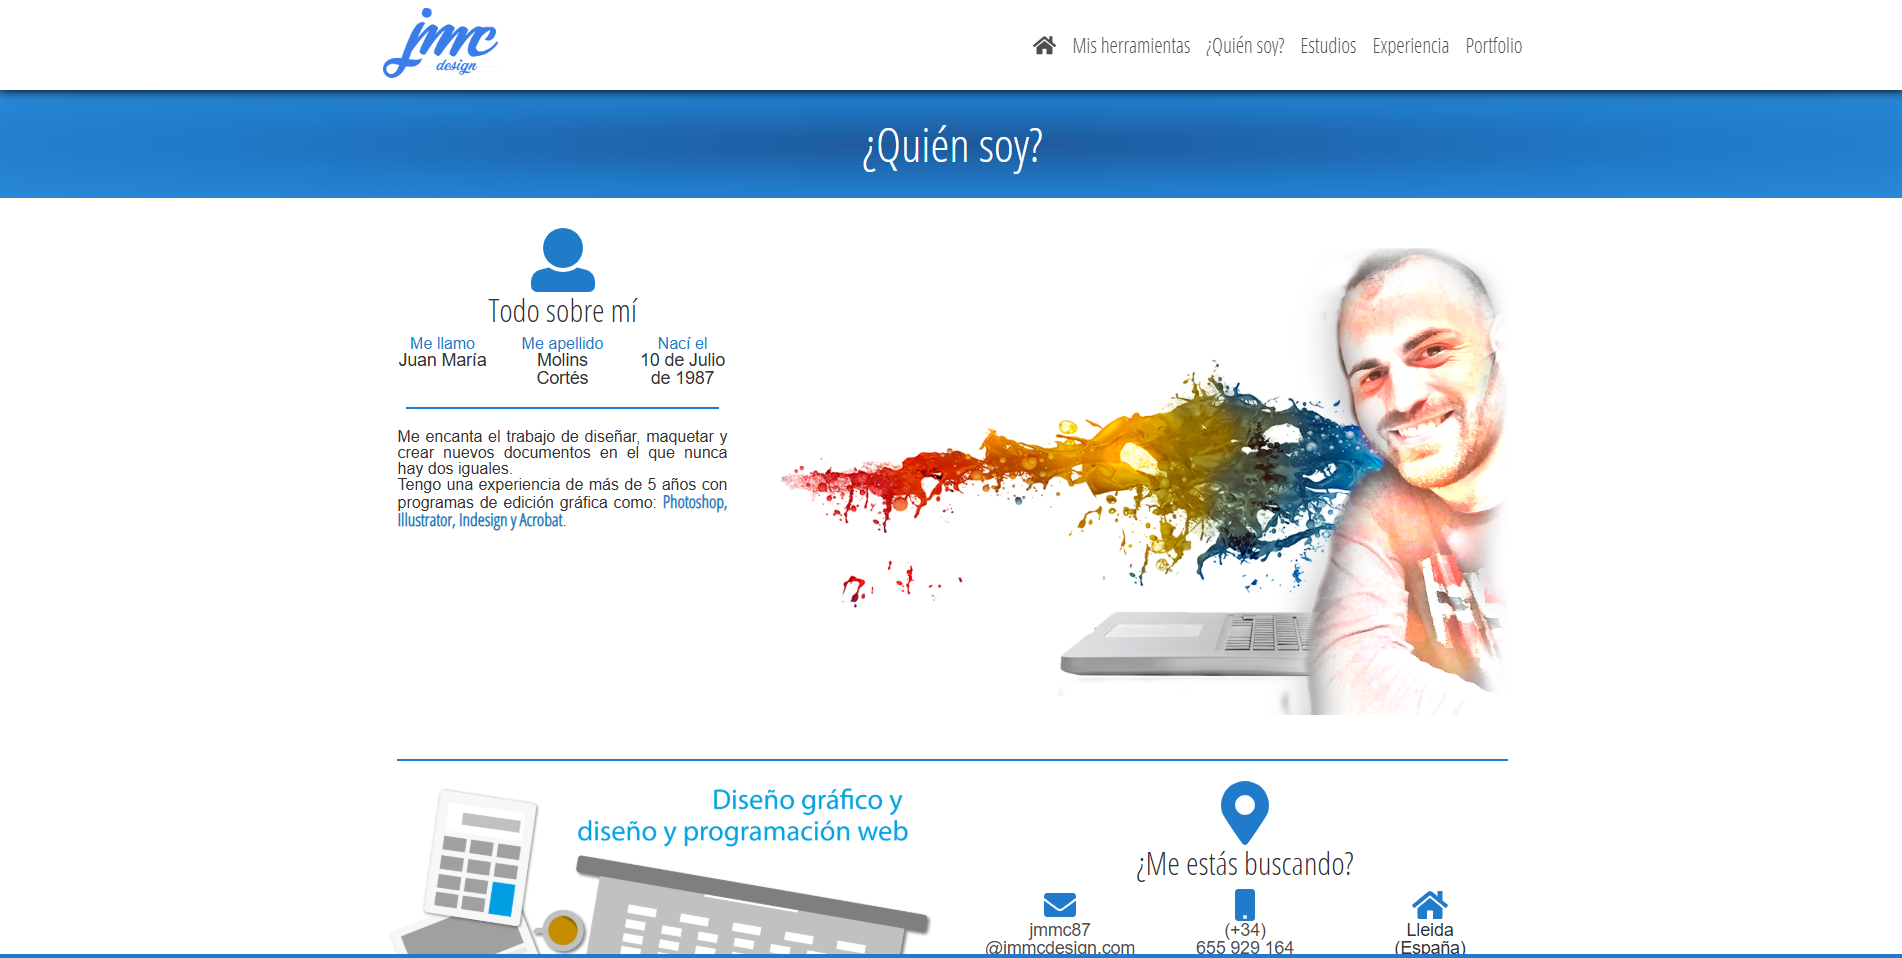 jmmc
design
Mis herramientas
¿Quién soy?
Estudios
Experiencia
Portfolio
¿Quién soy?
Todo sobre mí
Me llamo
Juan María
Me apellido
Molins
Cortés
Nací el
10 de Julio
de 1987
Me encanta el trabajo de diseñar, maquetar y
crear nuevos documentos en el que nunca
hay dos iguales.
Tengo una experiencia de más de 5 años con
programas de edición gráfica como: Photoshop,
Illustrator, Indesign y Acrobat.
Diseño gráfico y
diseño y programación web
¿Me estás buscando?
jmmc87
@jmmcdesign.com
(+34)
655 929 164
Lleida
(España)